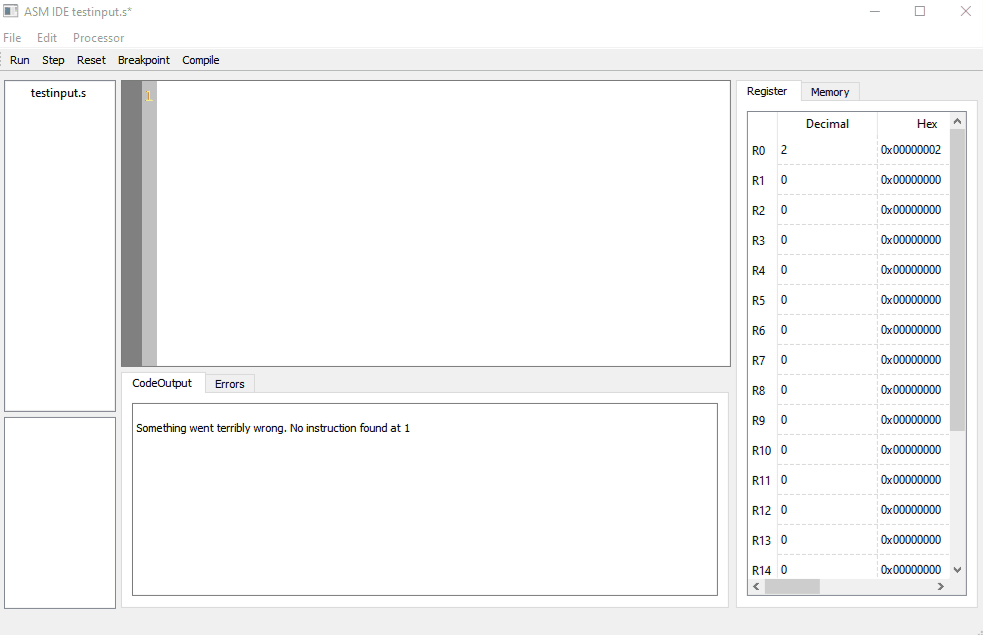 ASM IDE testinput.s*
File Edit Processor
Run Step Reset Breakpoint Compile
testinput.s
1
CodeOutput Errors
Something went terribly wrong. No instruction found at 1
Register Memory
Decimal Hex
R0 2 0x00000002
R1 0 0x00000000
R2 0 0x00000000
R3 0 0x00000000
R4 0 0x00000000
R5 0 0x00000000
R6 0 0x00000000
R7 0 0x00000000
R8 0 0x00000000
R9 0 0x00000000
R10 0 0x00000000
R11 0 0x00000000
R12 0 0x00000000
R13 0 0x00000000
R14 0 0x00000000